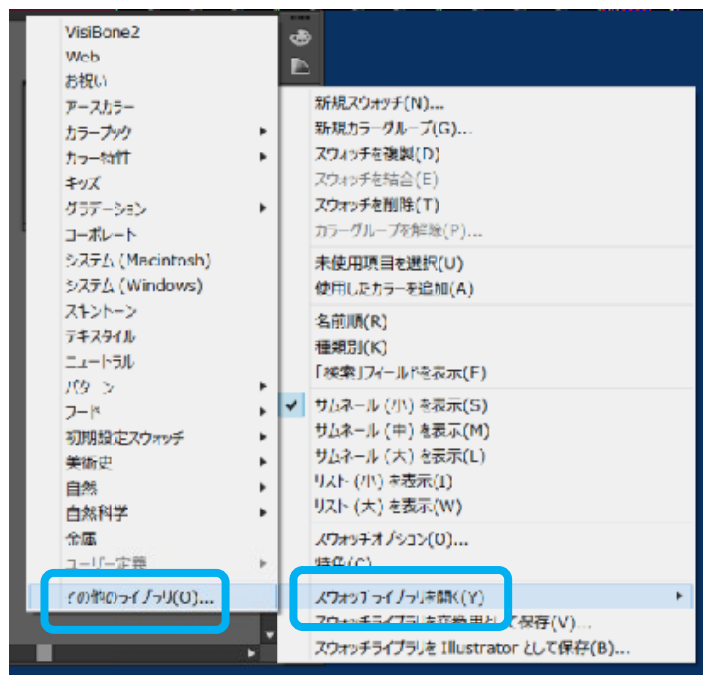 VisiBone2
Web
お祝い
アースカラー
カラーブック
カラー特性
キッズ
グラデーション
コーポレート
システム (Macintosh)
システム (Windows)
スキントーン
テキスタイル
ニュートラル
パターン
フード
初期設定スウォッチ
美術史
自然
自然科学
金属
ユーザー定義
その他のライブラリ(O)...
新規スウォッチ(N)...
新規カラーグループ(G)...
スウォッチを複製(D)
スウォッチを結合(E)
スウォッチを削除(T)
カラーグループを解除(P)...
未使用項目を選択(U)
使用したカラーを追加(A)
名前順(R)
種類別(K)
「検索」フィールドを表示(F)
サムネール (小) を表示(S)
サムネール (中) を表示(M)
サムネール (大) を表示(L)
リスト (小) を表示(I)
リスト (大) を表示(W)
スウォッチオプション(O)...
スウォッチライブラリを開く(Y)
スウォッチライブラリを交換用として保存(V)...
スウォッチライブラリを Illustrator として保存(B)...